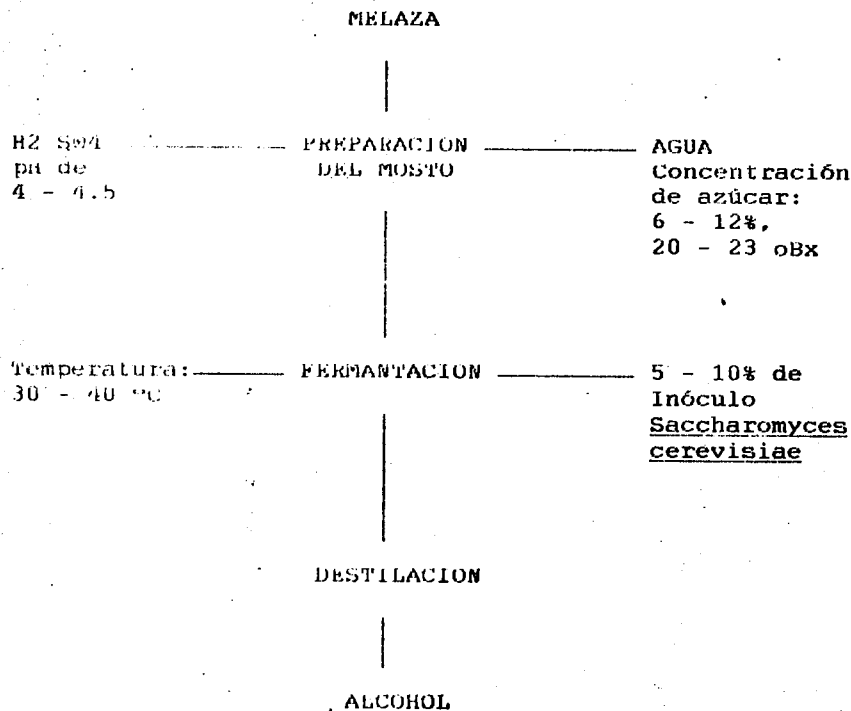 MELAZA
H2 SO4
pH de
4 - 4.5
PREPARACION
DEL MOSTO
AGUA
Concentración
de azúcar:
6 - 12%,
20 - 23 oBx
Temperatura:
30 - 40 ºC
FERMANTACION
5 - 10% de
Inóculo
Saccharomyces
cerevisiae
DESTILACION
ALCOHOL